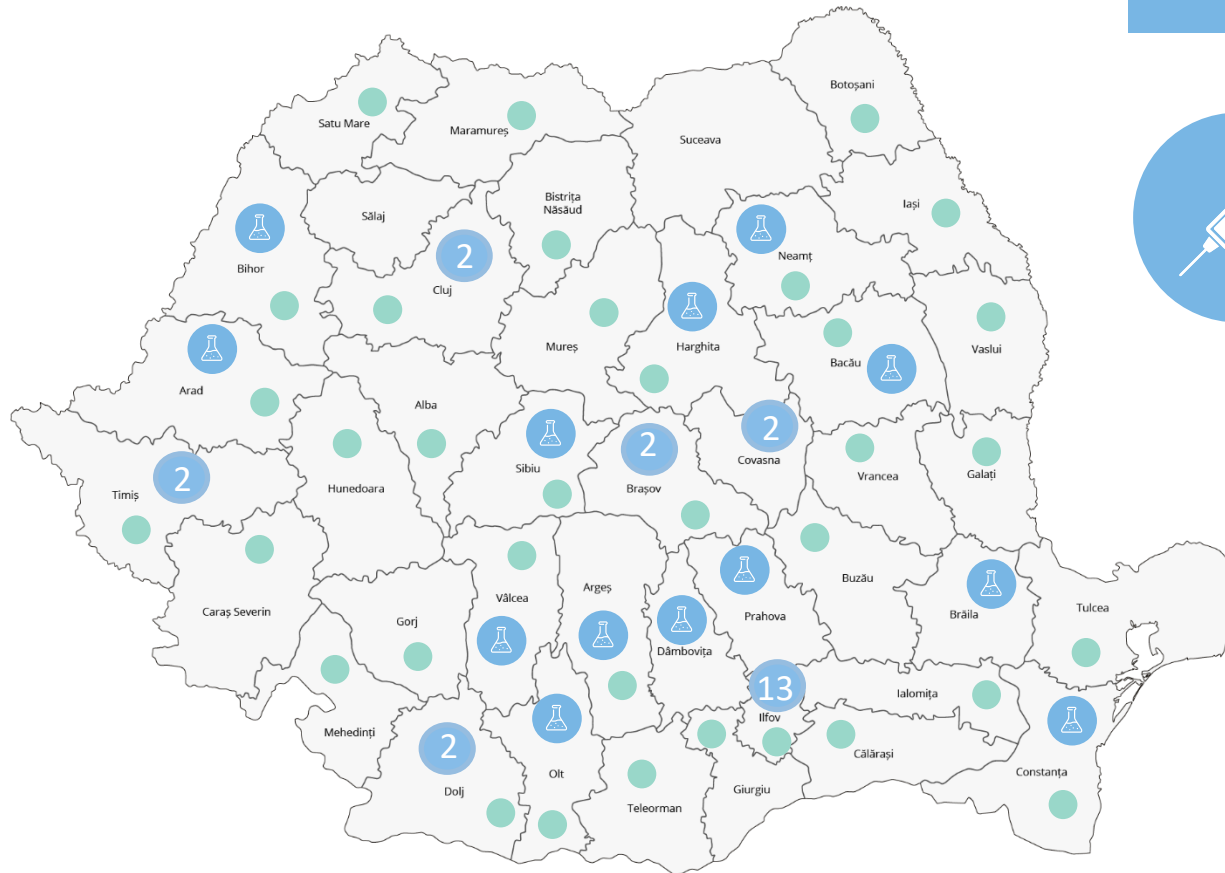 Botoșani
Satu Mare
Maramureș
Suceava
Bistrița
Năsăud
Iași
Sălaj
2
Neamț
Bihor
Cluj
Mureș
Harghita
Bacău
Vaslui
Arad
Alba
2
2
Covasna
Sibiu
Brașov
2
Timiș
Hunedoara
Vrancea
Galați
Argeș
Buzău
Vâlcea
Caraș Severin
Prahova
Brăila
Tulcea
Gorj
Dâmbovița
13
Ialomița
Ilfov
Mehedinți
2
Călărași
Olt
Constanța
Dolj
Giurgiu
Teleorman